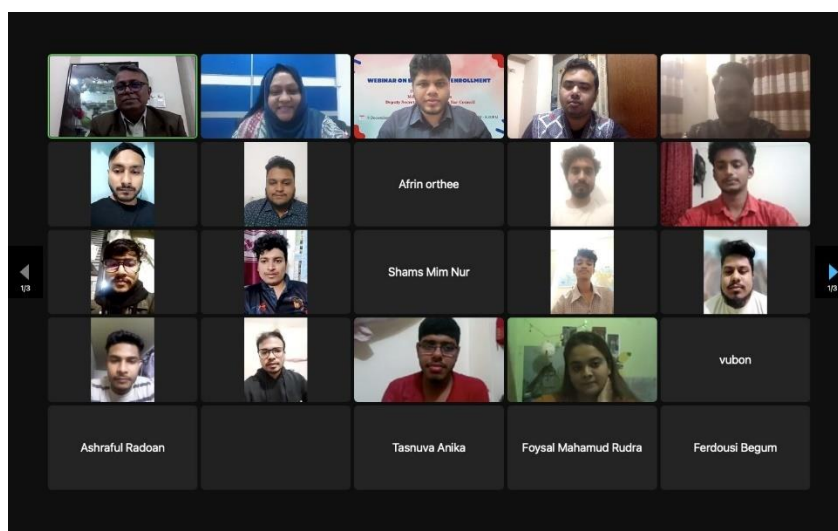 WEBINAR ON
ENROLLMENT
Afrin orthee
1/3
1/3
Shams Mim Nur
vubon
Ashraful Radoan
Tasnuva Anika
Foysal Mahamud Rudra
Ferdousi Begum